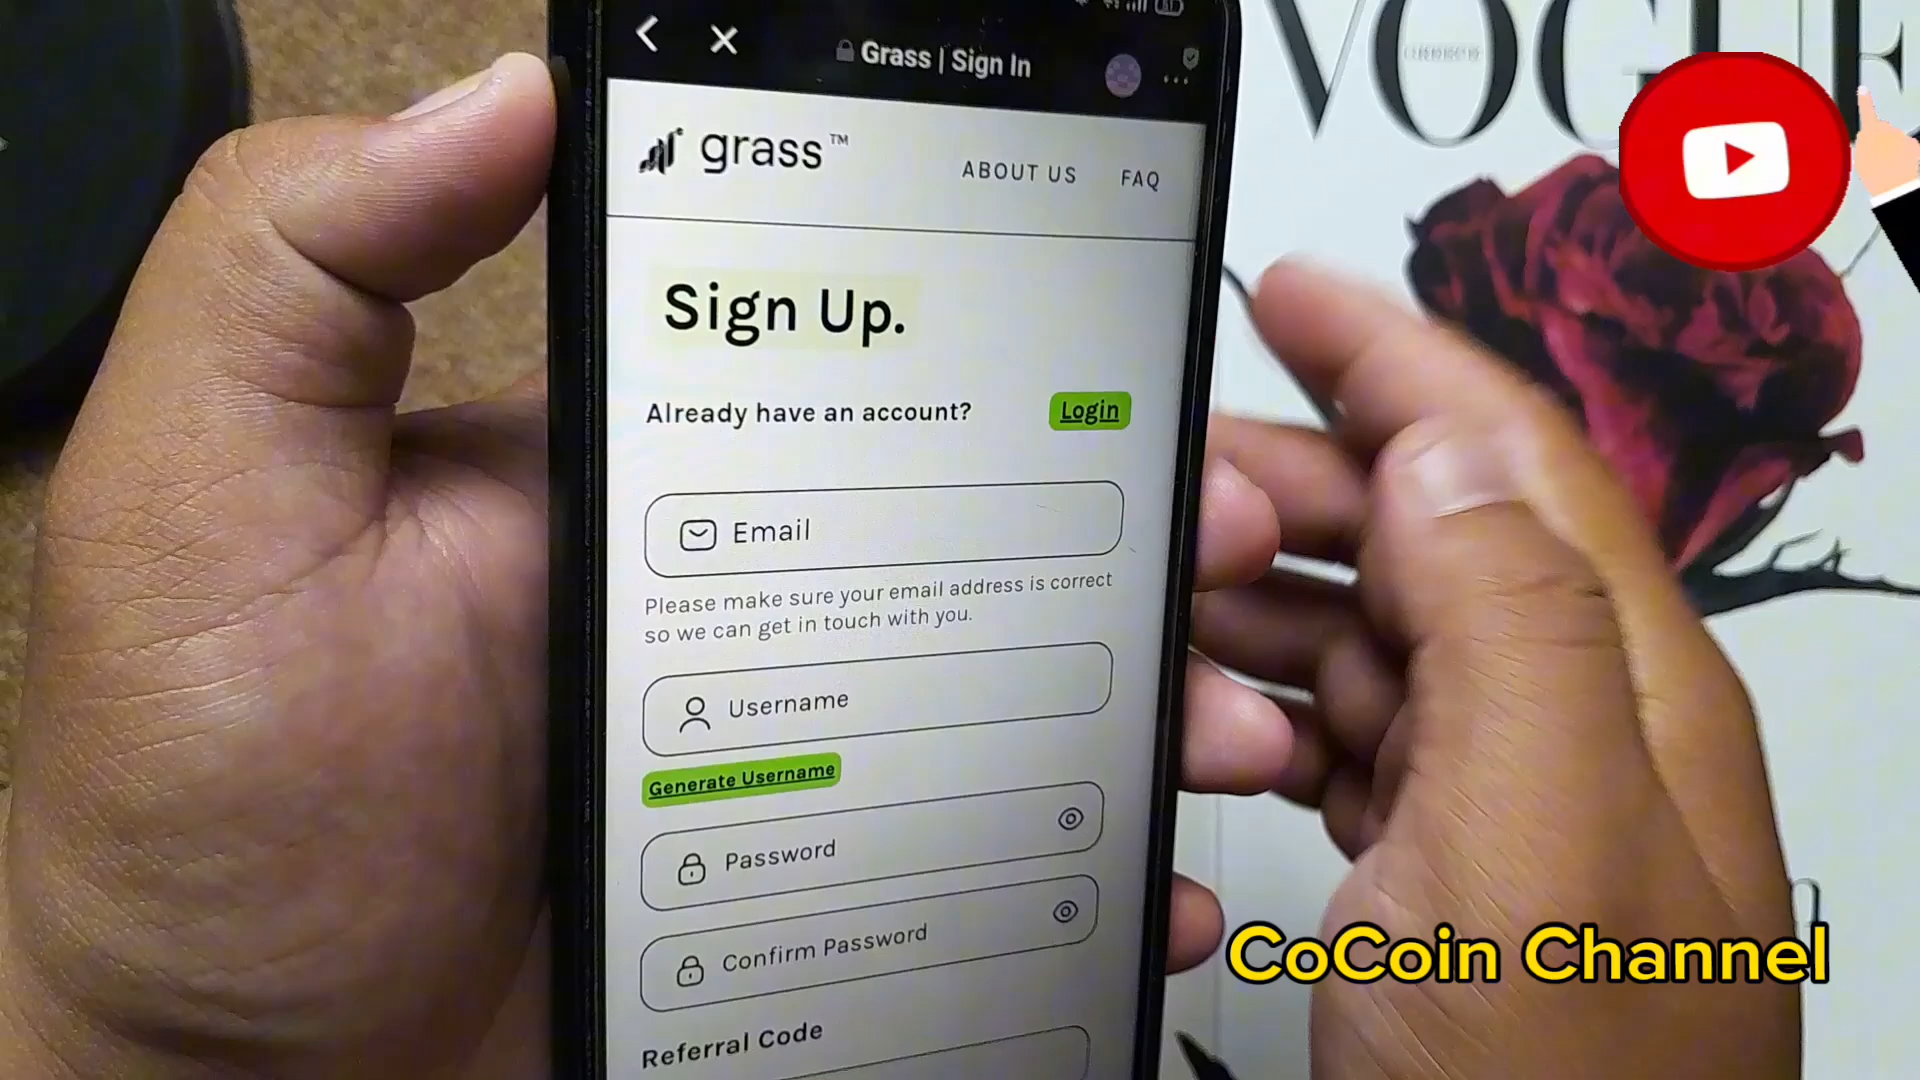 Grass | Sign In
grass™
ABOUT US
FAQ
Sign Up.
Already have an account?
Login
Email
Please make sure your email address is correct
so we can get in touch with you.
Username
Generate Username
Password
Confirm Password
Referral Code
VOGUE
CoCoin Channel